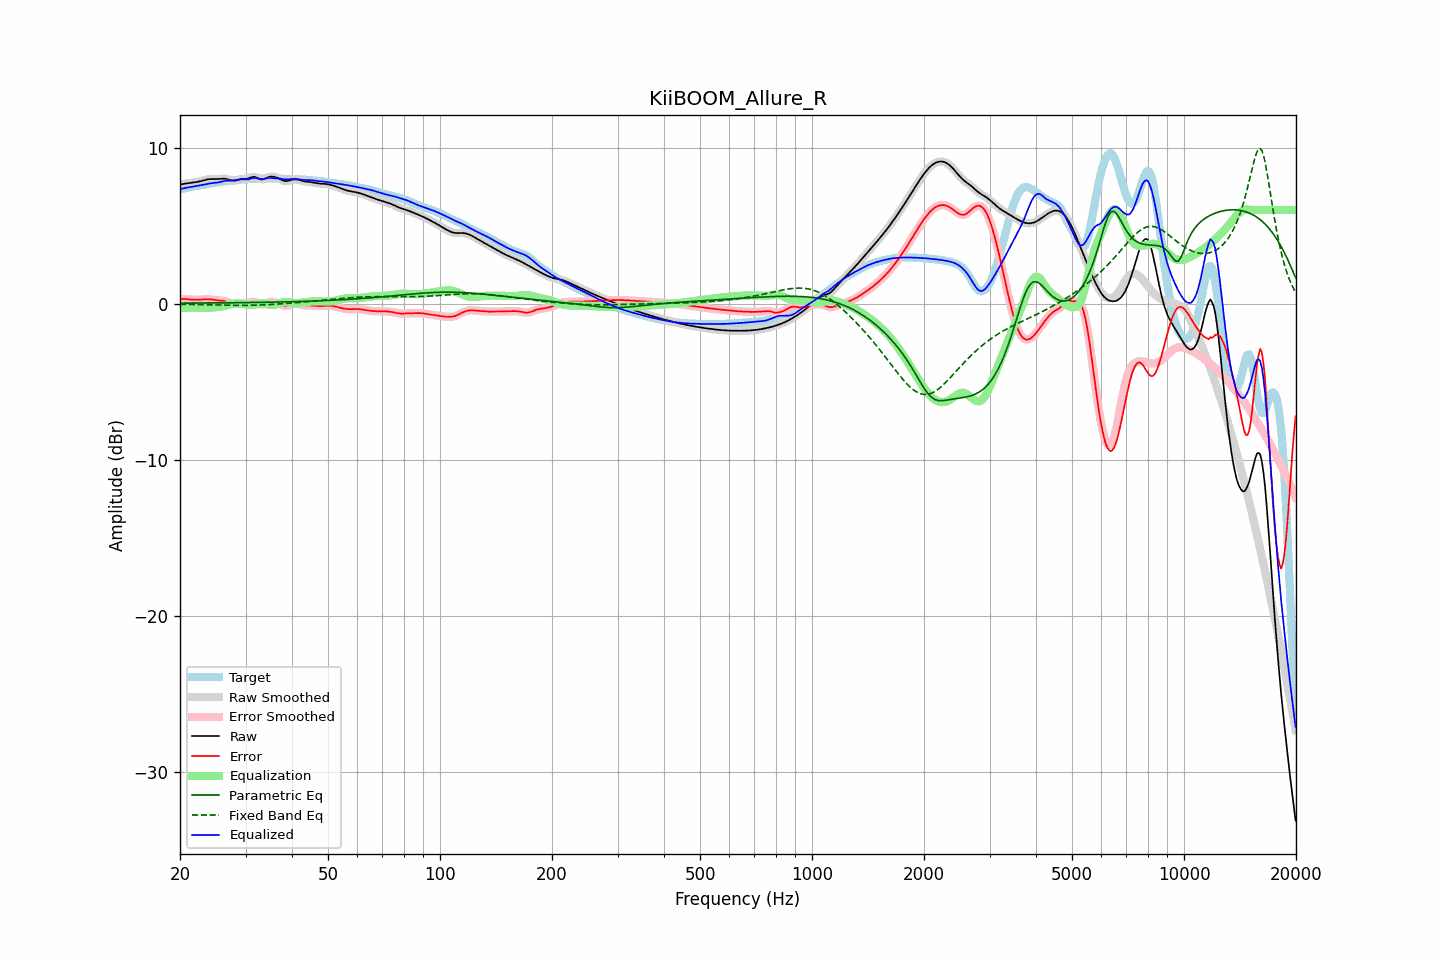 KiiBOOM_Allure_R
10
0
−10
−20
−30
Amplitude (dBr)
Target
Raw Smoothed
Error Smoothed
Raw
Error
Equalization
Parametric Eq
Fixed Band Eq
Equalized
20 50 100 200 500 1000 2000 5000 10000 20000
Frequency (Hz)